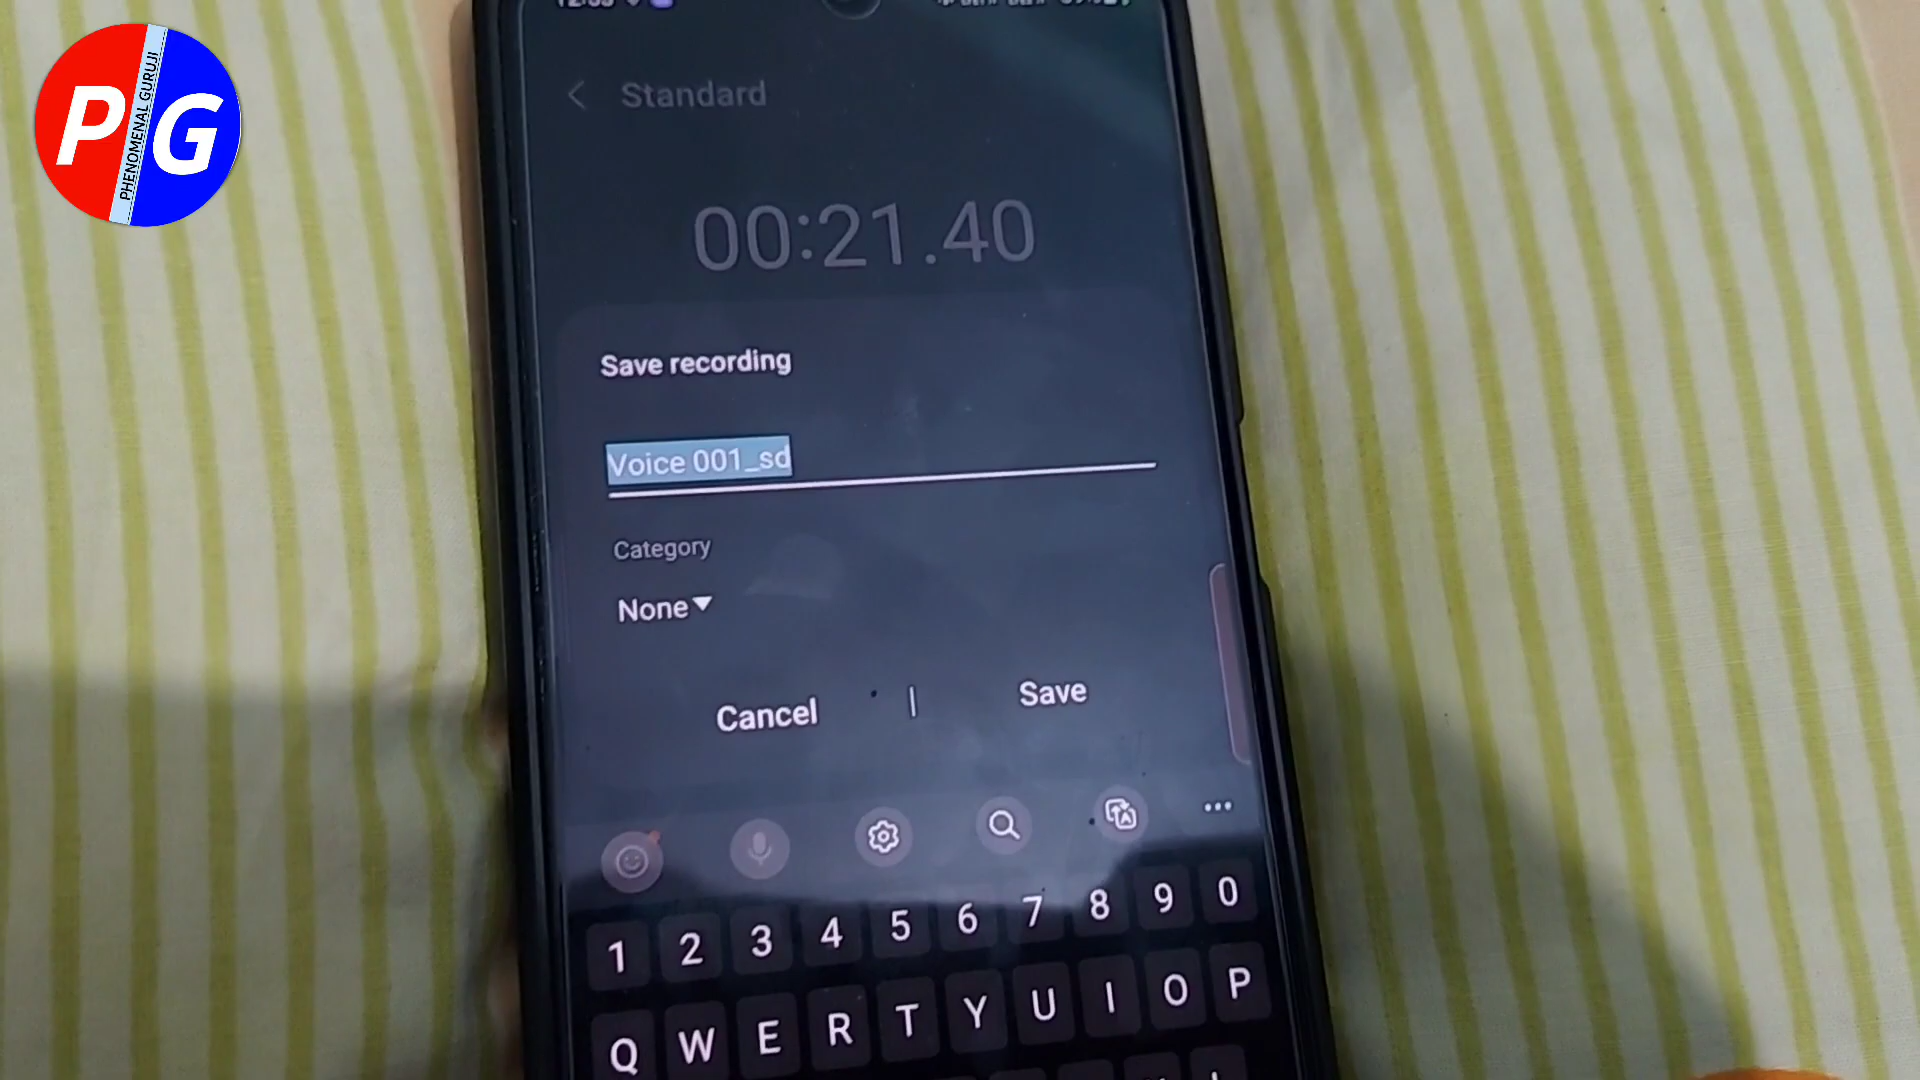 P G
PHENOMENAL GURUJI
Standard
00:21.40
Save recording
Voice 001_sd
Category
None
Cancel | Save
1 2 3 4 5 6 7 8 9 0
Q W E R T Y U I O P